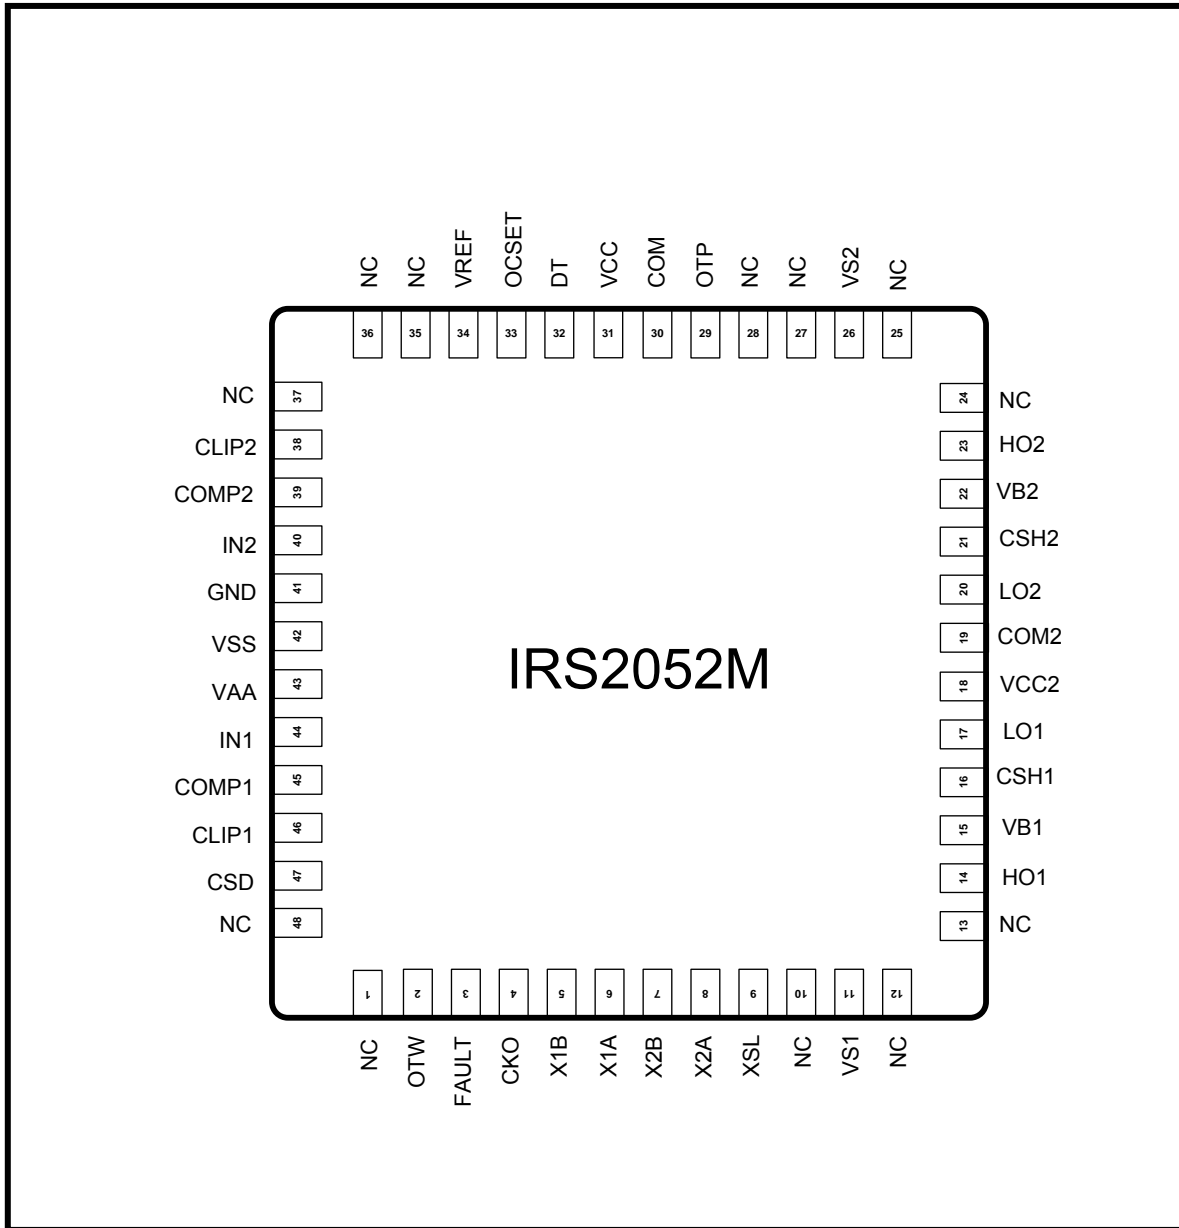 NC NC VREF OCSET DT VCC COM OTP NC NC VS2 NC
36 35 34 33 32 31 30 29 28 27 26 25
NC 37
CLIP2 38
COMP2 39
IN2 40
GND 41
VSS 42
VAA 43
IN1 44
COMP1 45
CLIP1 46
CSD 47
NC 48
IRS2052M
24 NC
23 HO2
22 VB2
21 CSH2
20 LO2
19 COM2
18 VCC2
17 LO1
16 CSH1
15 VB1
14 HO1
13 NC
1 2 3 4 5 6 7 8 9 10 11 12
NC OTW FAULT CKO X1B X1A X2B X2A XSL NC VS1 NC